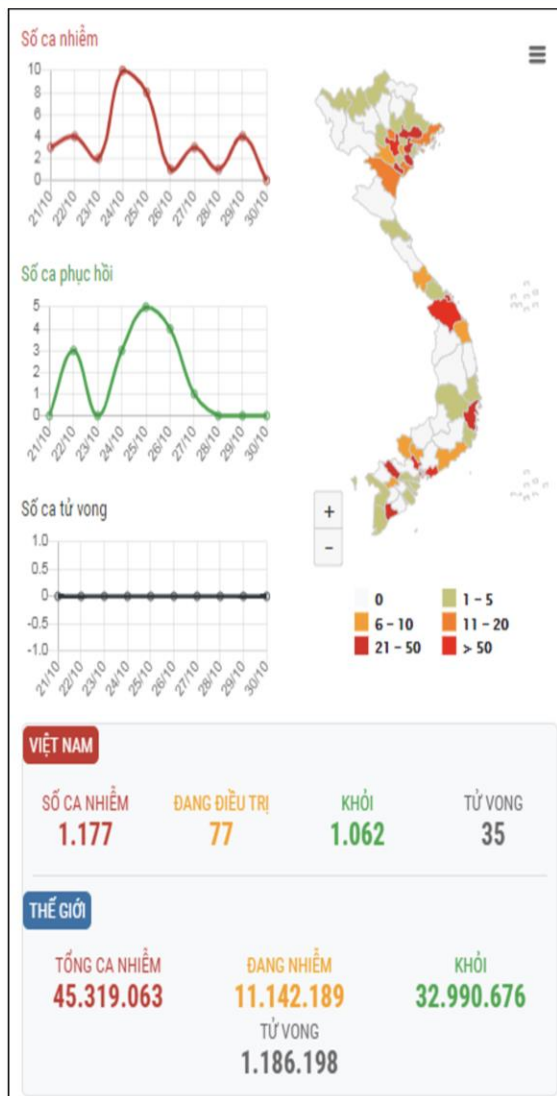 Số ca nhiễm
10
8
6
4
2
0
21/10 22/10 23/10 24/10 25/10 26/10 27/10 28/10 29/10 30/10
Số ca phục hồi
5
4
3
2
1
0
21/10 22/10 23/10 24/10 25/10 26/10 27/10 28/10 29/10 30/10
Số ca tử vong
1.0
0.5
0
-0.5
-1.0
21/10 22/10 23/10 24/10 25/10 26/10 27/10 28/10 29/10 30/10
+
−
0 1 – 5
6 – 10 11 – 20
21 – 50 > 50
VIỆT NAM
SỐ CA NHIỄM ĐANG ĐIỀU TRỊ KHỎI TỬ VONG
1.177 77 1.062 35
THẾ GIỚI
TỔNG CA NHIỄM ĐANG NHIỄM KHỎI
45.319.063 11.142.189 32.990.676
TỬ VONG
1.186.198